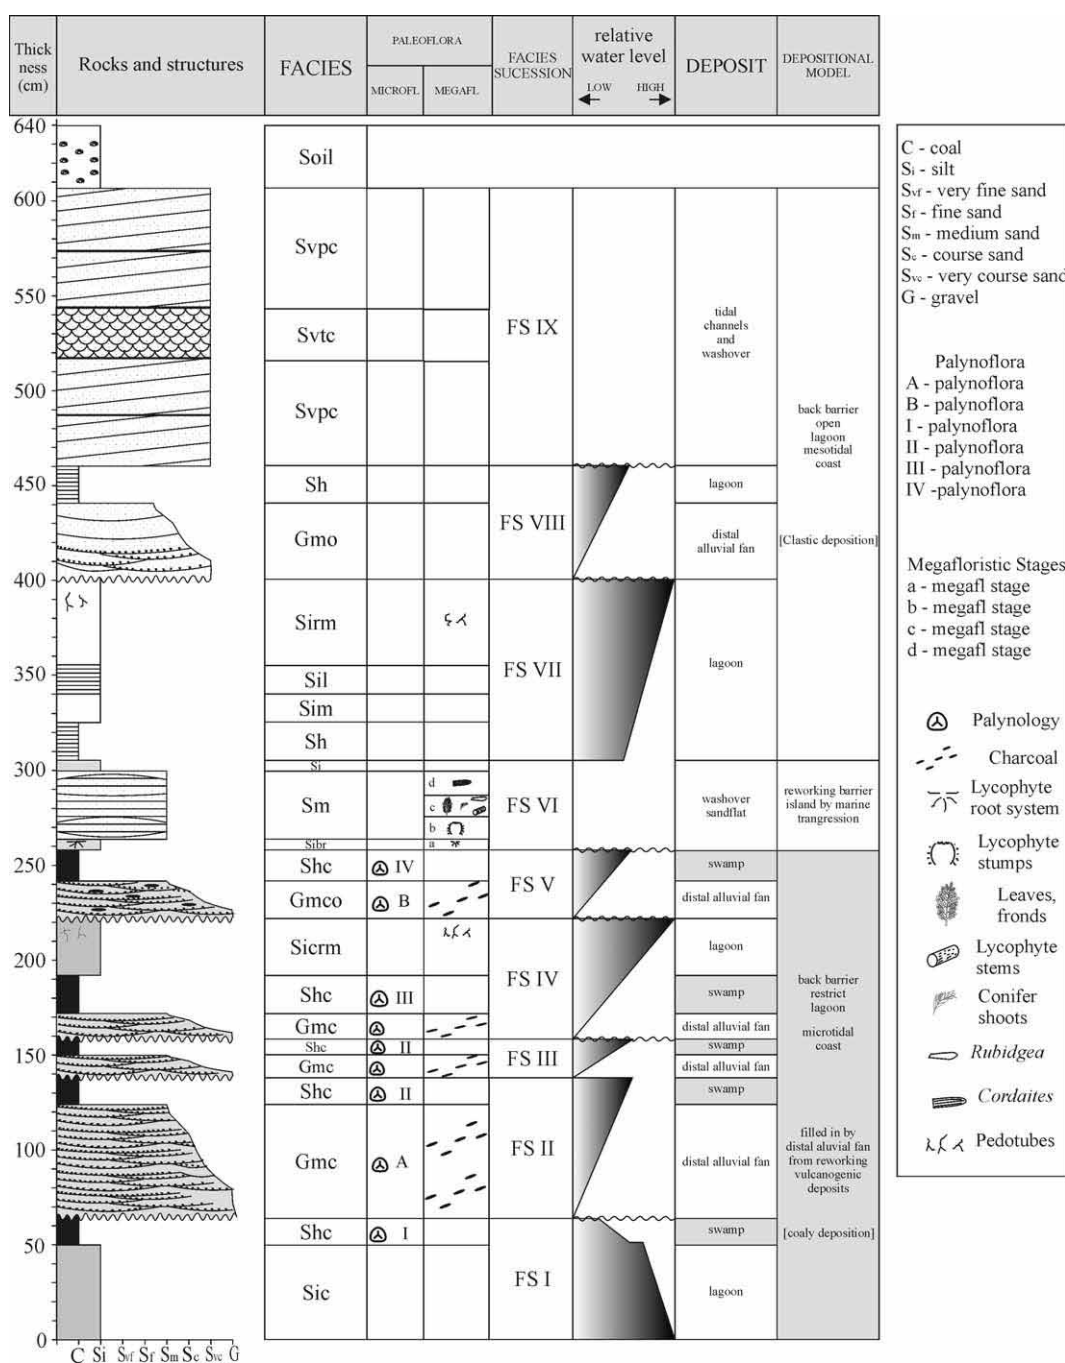 Thick
ness
(cm)
Rocks and structures
FACIES
PALEOFLORA
MICROFL
MEGAFL
FACIES
SUCESSION
relative
water level
LOW
HIGH
DEPOSIT
DEPOSITIONAL
MODEL
640
600
550
500
450
400
350
300
250
200
150
100
50
0
C Si Svf Sf Sm Sc Svc G
Soil
Svpc
Svtc
Svpc
Sh
Gmo
Sirm
Sil
Sim
Sh
Si
Sm
Sibr
Shc
Gmco
Sicrm
Shc
Gmc
Shc
Gmc
Shc
Gmc
Shc
Sic
IV
B
III
II
II
A
I
d
c
b
a
FS IX
FS VIII
FS VII
FS VI
FS V
FS IV
FS III
FS II
FS I
tidal
channels
and
washover
lagoon
distal
alluvial fan
lagoon
washover
sandflat
swamp
distal alluvial fan
lagoon
swamp
distal alluvial fan
swamp
distal alluvial fan
swamp
distal alluvial fan
swamp
lagoon
back barrier
open
lagoon
mesotidal
coast
[Clastic deposition]
reworking barrier
island by marine
trangression
back barrier
restrict
lagoon
microtidal
coast
filled in by
distal aluvial fan
from reworking
vulcanogenic
deposits
[coaly deposition]
C - coal
Si - silt
Svf - very fine sand
Sf - fine sand
Sm - medium sand
Sc - course sand
Svc - very course sand
G - gravel
Palynoflora
A - palynoflora
B - palynoflora
I - palynoflora
II - palynoflora
III - palynoflora
IV -palynoflora
Megafloristic Stages
a - megafl stage
b - megafl stage
c - megafl stage
d - megafl stage
Palynology
Charcoal
Lycophyte
root system
Lycophyte
stumps
Leaves,
fronds
Lycophyte
stems
Conifer
shoots
Rubidgea
Cordaites
Pedotubes